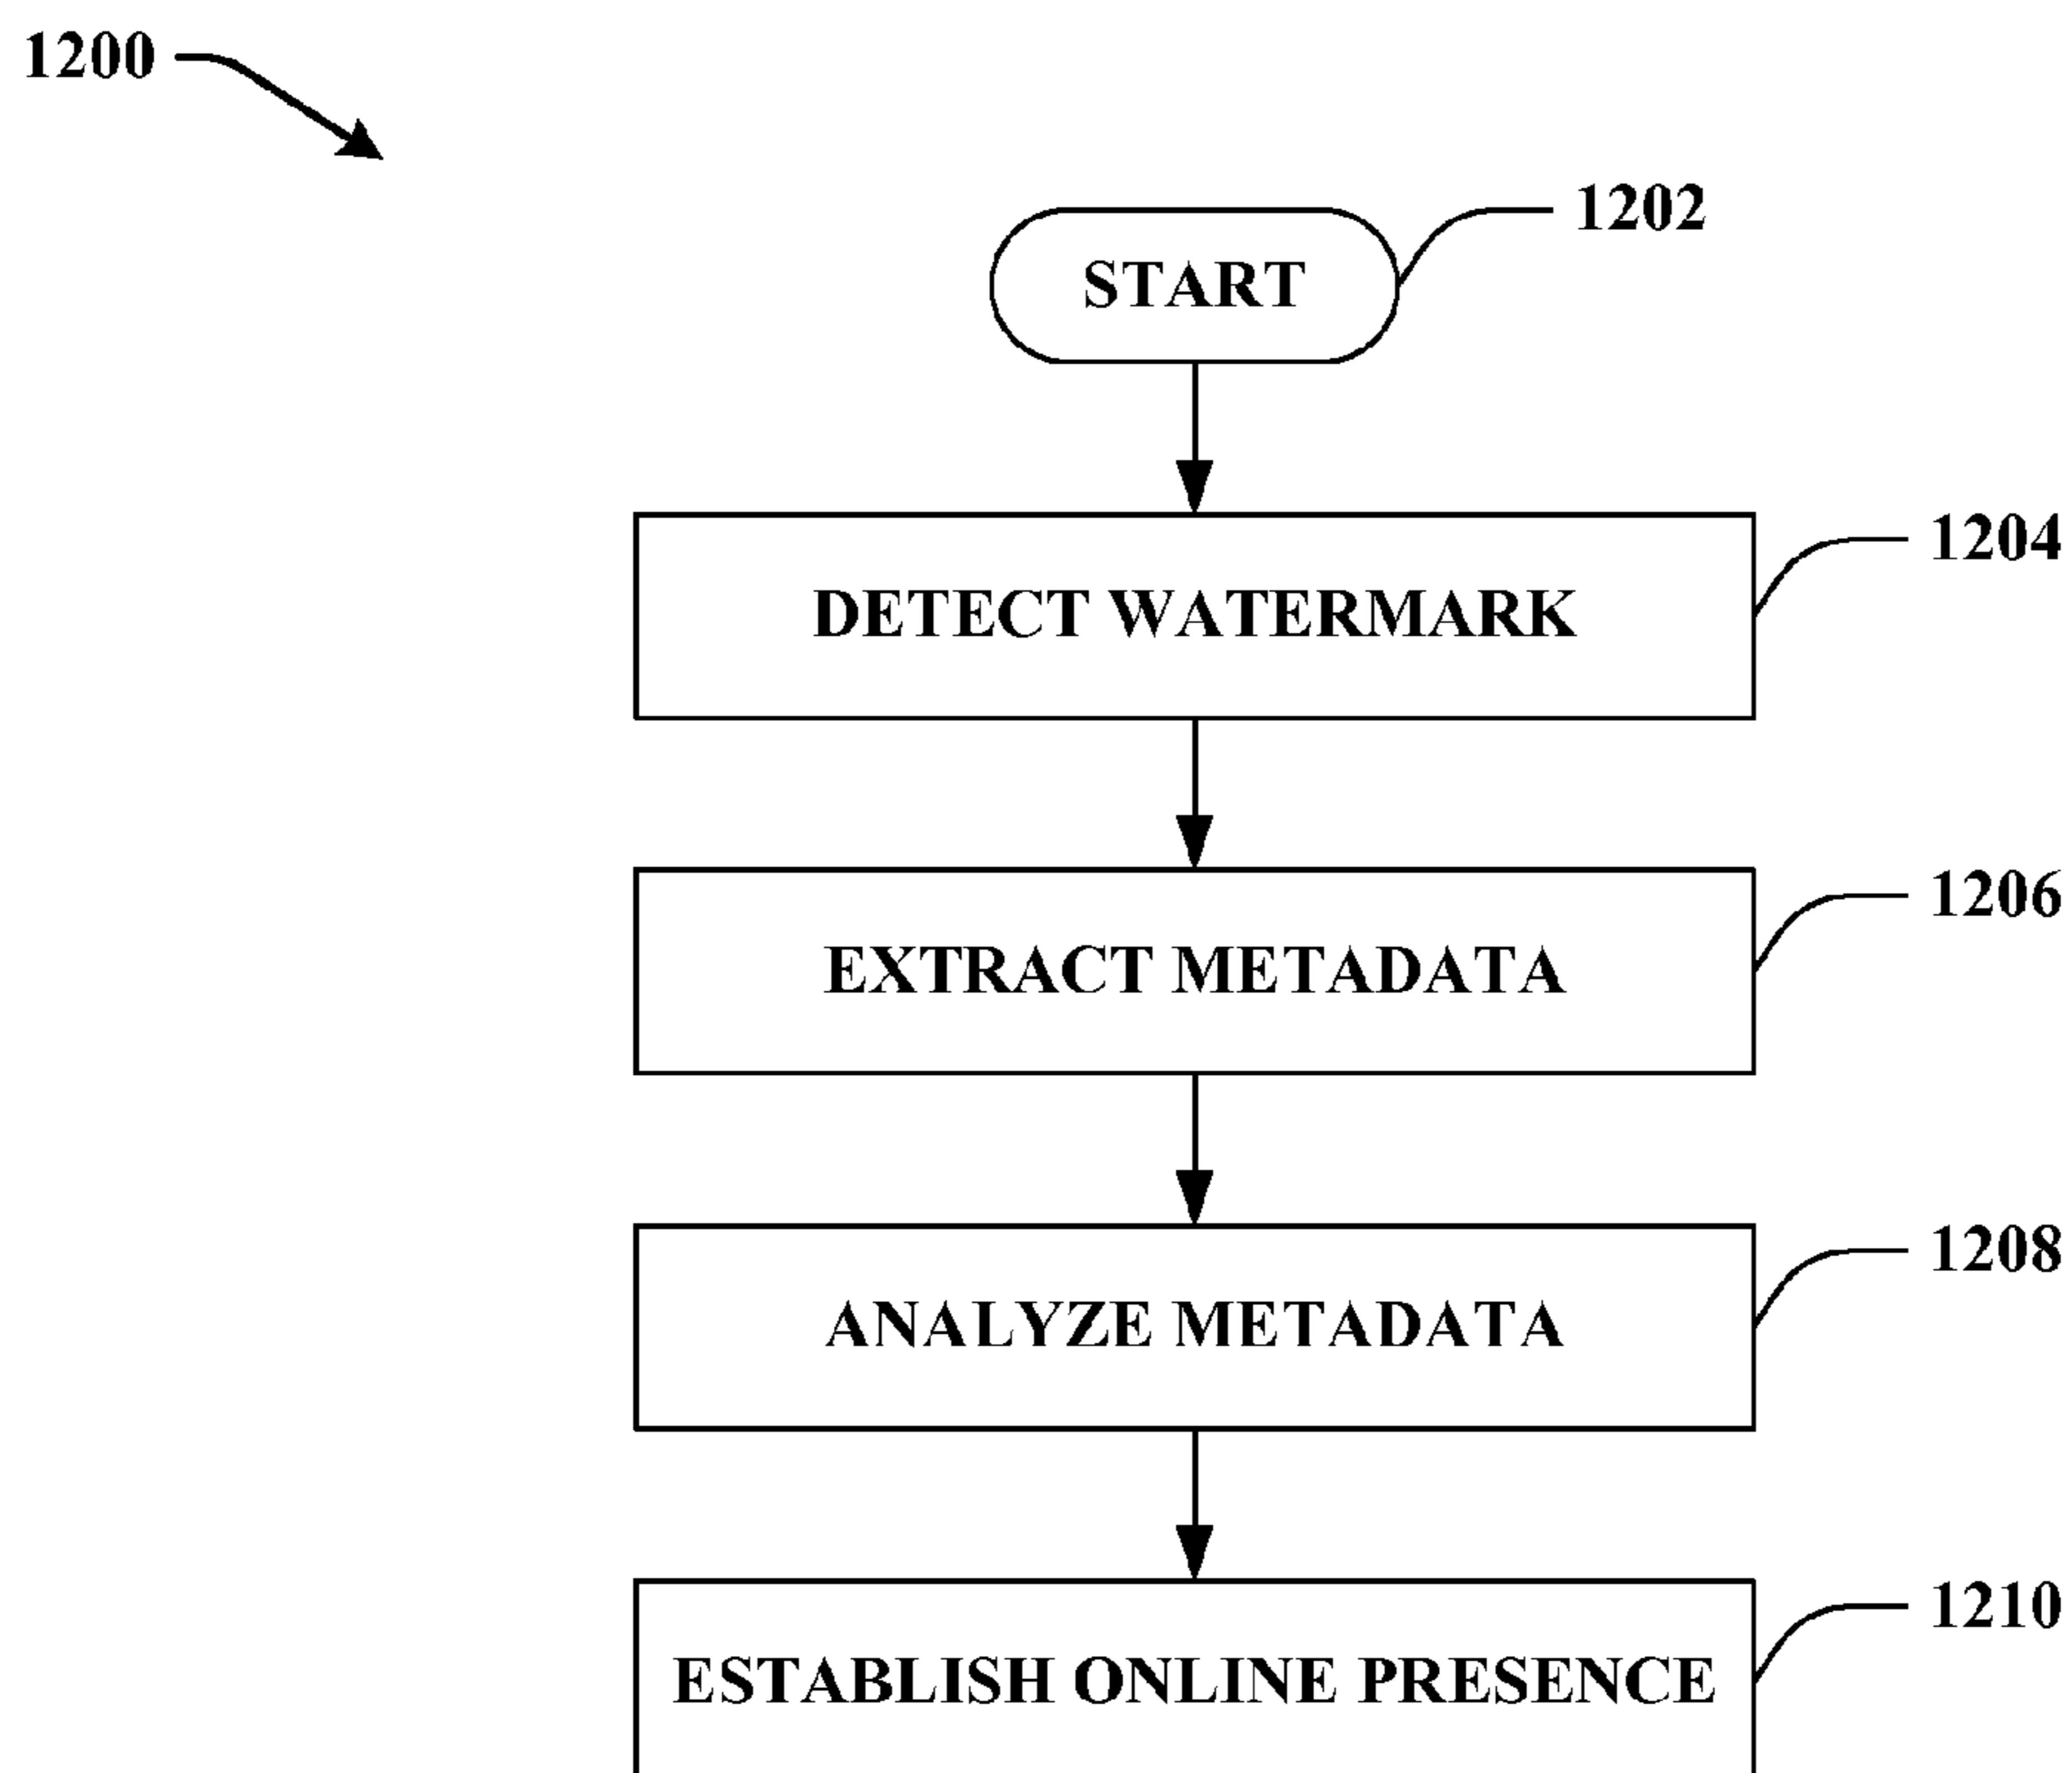 1200
1202
START
1204
DETECT WATERMARK
1206
EXTRACT METADATA
1208
ANALYZE METADATA
1210
ESTABLISH ONLINE PRESENCE